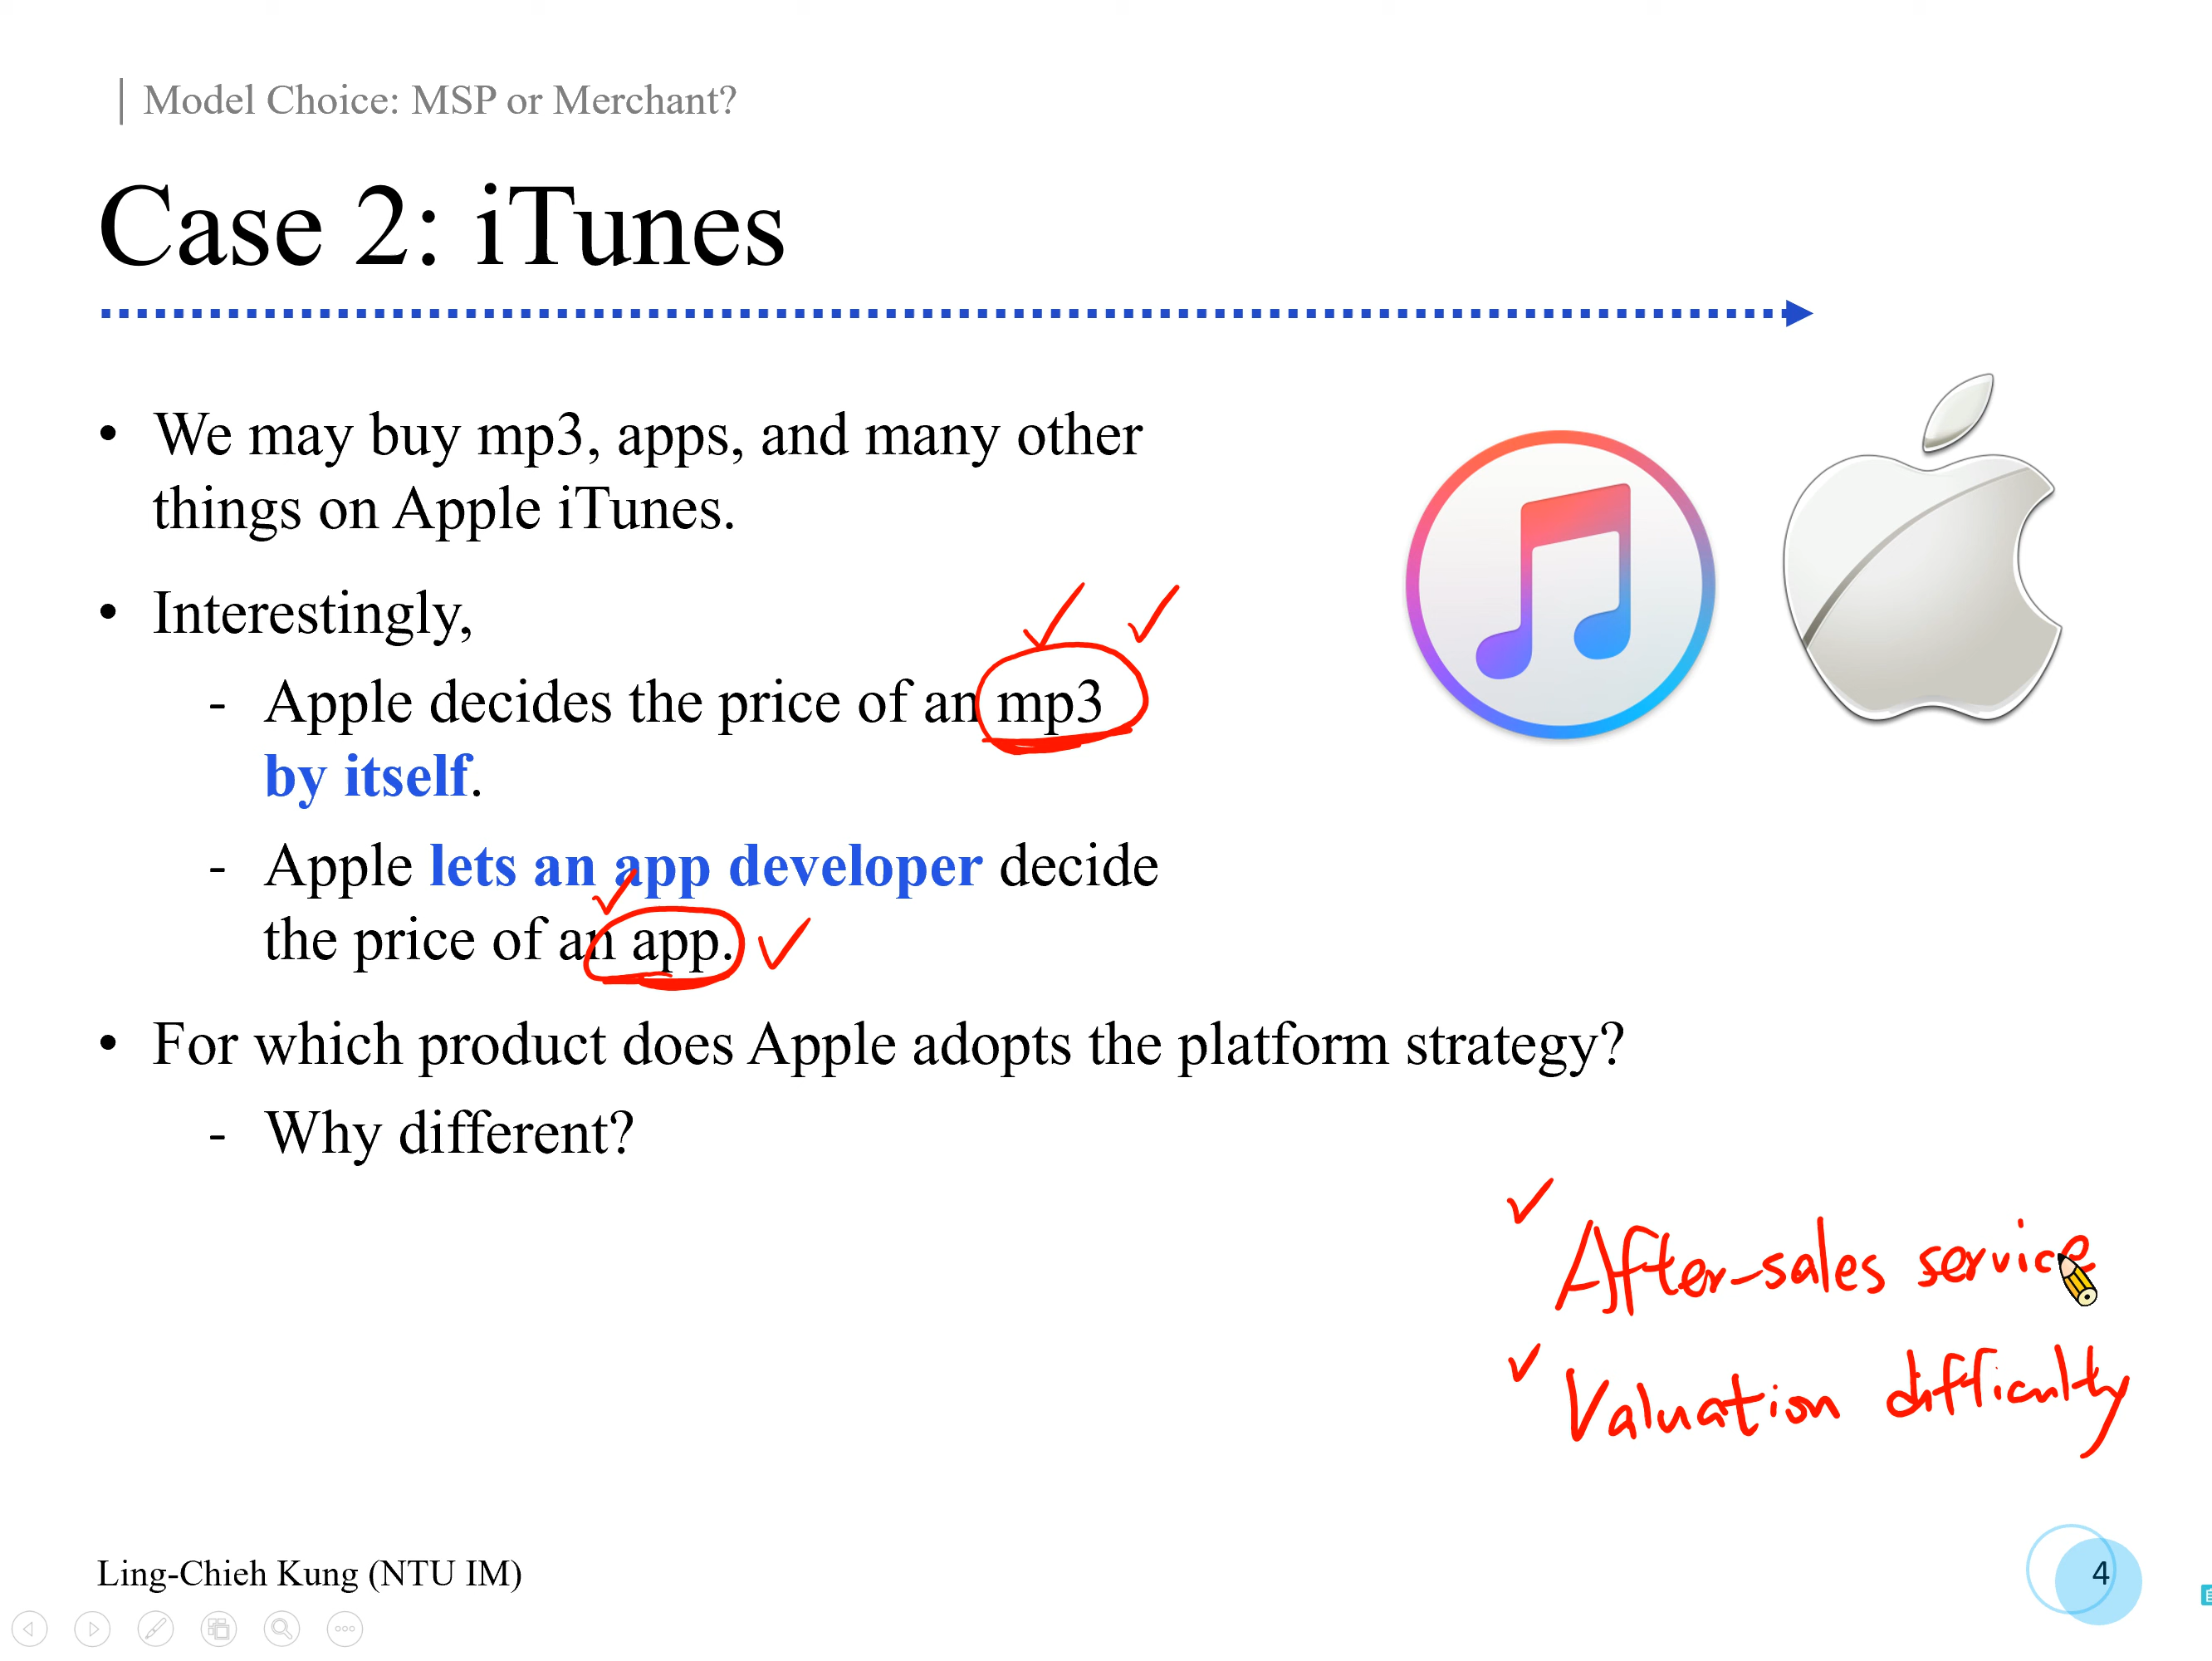 Model Choice: MSP or Merchant?
Case 2: iTunes
• We may buy mp3, apps, and many other
things on Apple iTunes.
• Interestingly,
- Apple decides the price of an mp3
by itself.
- Apple lets an app developer decide
the price of an app.
• For which product does Apple adopts the platform strategy?
- Why different?
After-sales service
Valuation difficulty
Ling-Chieh Kung (NTU IM)
4